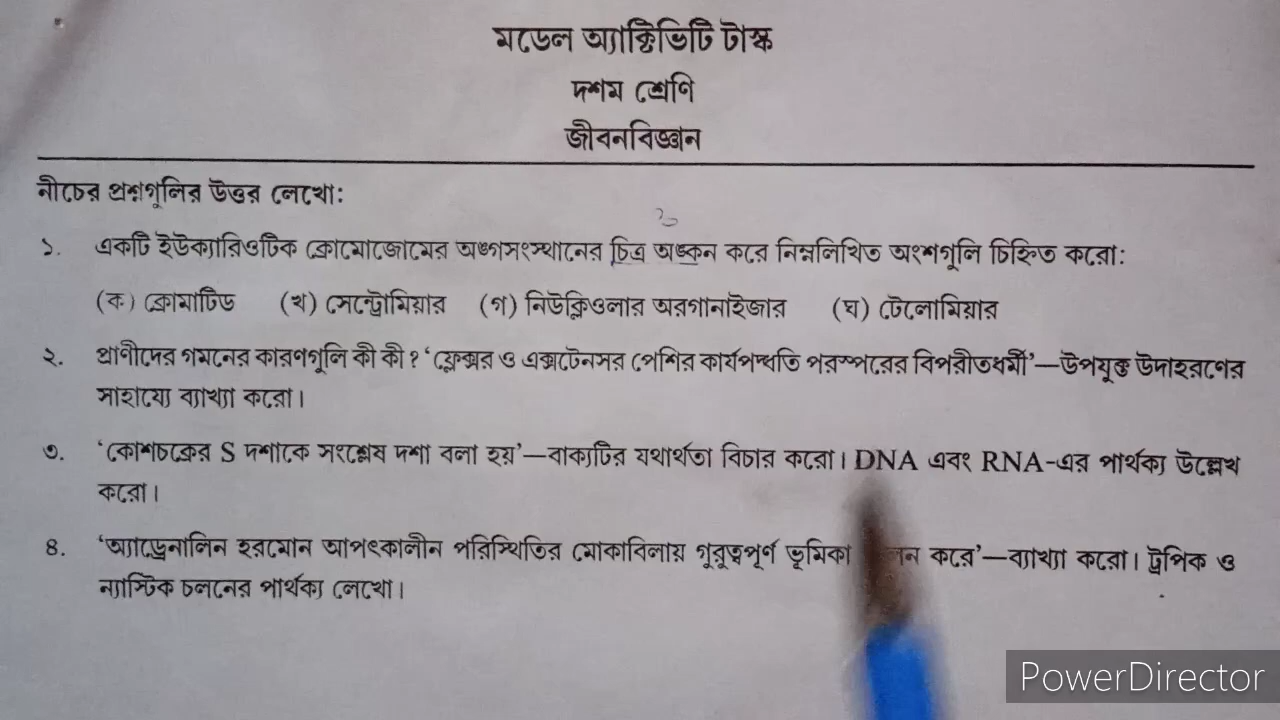 মডেল অ্যাক্টিভিটি টাস্ক
দশম শ্রেণি
জীবনবিজ্ঞান
নীচের প্রশ্নগুলির উত্তর লেখো:
১. একটি ইউক্যারিওটিক ক্রোমোজোমের অঙ্গসংস্থানের চিত্র অঙ্কন করে নিম্নলিখিত অংশগুলি চিহ্নিত করো:
(ক) ক্রোমাটিড (খ) সেন্ট্রোমিয়ার (গ) নিউক্লিওলার অরগানাইজার (ঘ) টেলোমিয়ার
২. প্রাণীদের গমনের কারণগুলি কী কী? ‘ফ্লেক্সর ও এক্সটেনসর পেশির কার্যপদ্ধতি পরস্পরের বিপরীতধর্মী’—উপযুক্ত উদাহরণের
সাহায্যে ব্যাখ্যা করো।
৩. ‘কোশচক্রের S দশাকে সংশ্লেষ দশা বলা হয়’—বাক্যটির যথার্থতা বিচার করো। DNA এবং RNA-এর পার্থক্য উল্লেখ
করো।
৪. ‘অ্যাড্রেনালিন হরমোন আপৎকালীন পরিস্থিতির মোকাবিলায় গুরুত্বপূর্ণ ভূমিকা করে’—ব্যাখ্যা করো। ট্রপিক ও
ন্যাস্টিক চলনের পার্থক্য লেখো।
PowerDirector